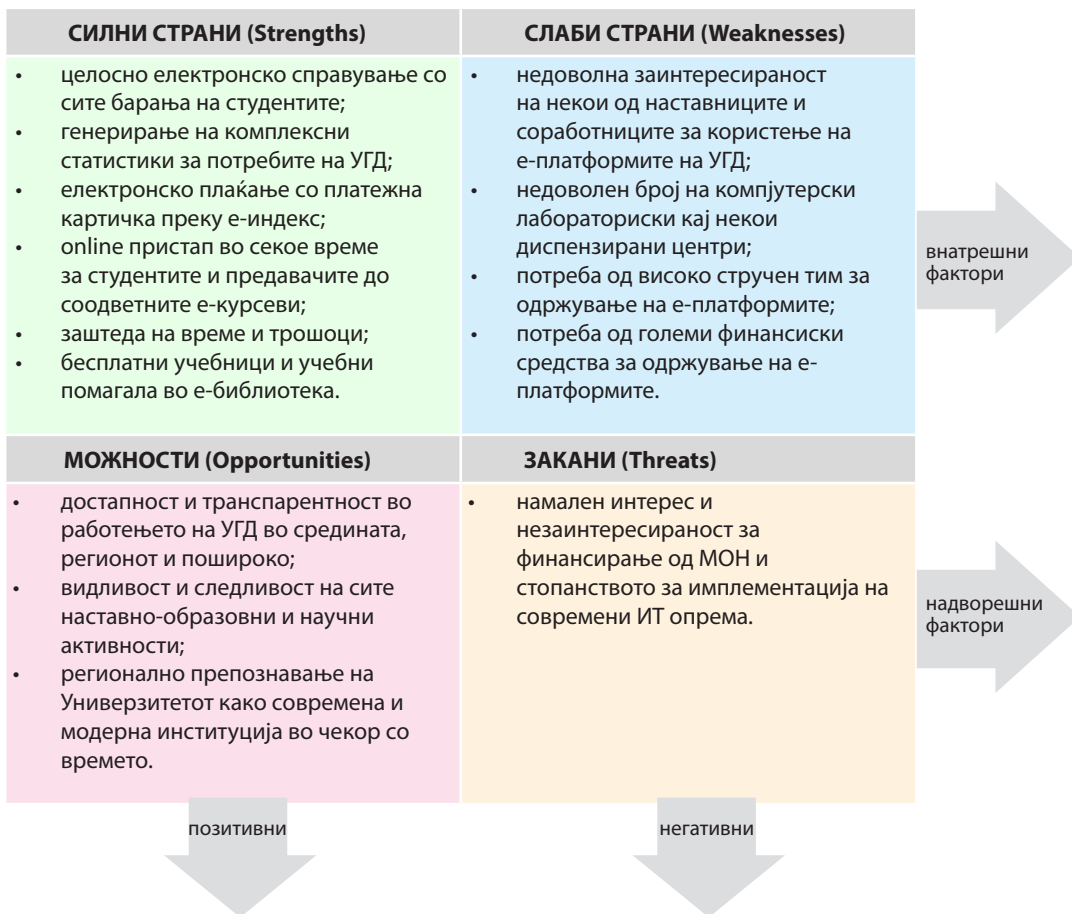 СИЛНИ СТРАНИ (Strengths)
• целосно електронско справување со
сите барања на студентите;
• генерирање на комплексни
статистики за потребите на УГД;
• електронско плаќање со платежна
картичка преку е-индекс;
• online пристап во секое време
за студентите и предавачите до
соодветните е-курсеви;
• заштеда на време и трошоци;
• бесплатни учебници и учебни
помагала во е-библиотека.
СЛАБИ СТРАНИ (Weaknesses)
• недоволна заинтересираност
на некои од наставниците и
соработниците за користење на
е-платформите на УГД;
• недоволен број на компјутерски
лабораториски кај некои
диспензирани центри;
• потреба од високо стручен тим за
одржување на е-платформите;
• потреба од големи финансиски
средства за одржување на е-
платформите.
внатрешни
фактори
МОЖНОСТИ (Opportunities)
• достапност и транспарентност во
работењето на УГД во средината,
регионот и пошироко;
• видливост и следливост на сите
наставно-образовни и научни
активности;
• регионално препознавање на
Универзитетот како современа и
модерна институција во чекор со
времето.
ЗАКАНИ (Threats)
• намален интерес и
незаинтересираност за
финансирање од МОН и
стопанството за имплементација на
современи ИТ опрема.
надворешни
фактори
позитивни
негативни